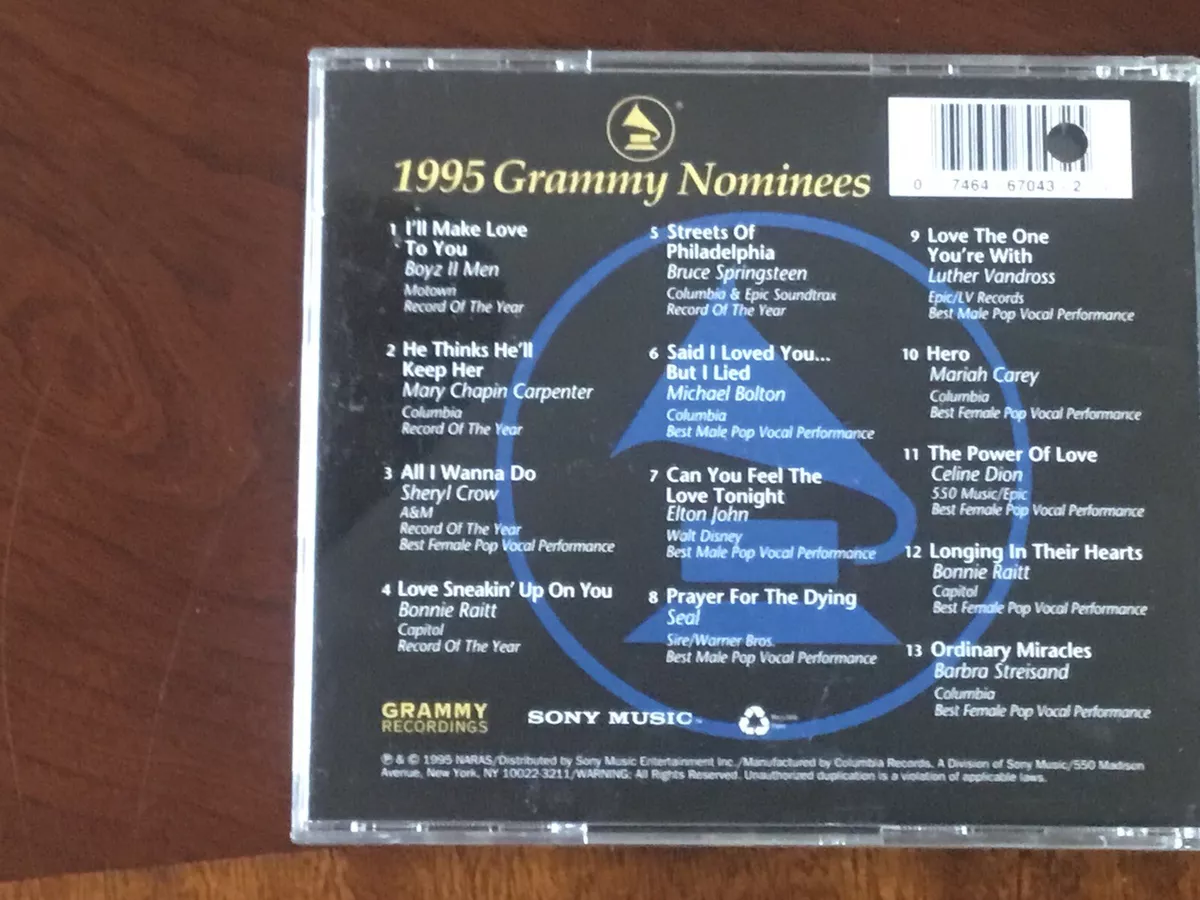 1995 Grammy Nominees
0 7464 67043 2
1 I'll Make Love
To You
Boyz II Men
Motown
Record Of The Year
2 He Thinks He'll
Keep Her
Mary Chapin Carpenter
Columbia
Record Of The Year
3 All I Wanna Do
Sheryl Crow
A&M
Record Of The Year
Best Female Pop Vocal Performance
4 Love Sneakin' Up On You
Bonnie Raitt
Capitol
Record Of The Year
5 Streets Of
Philadelphia
Bruce Springsteen
Columbia & Epic Soundtrax
Record Of The Year
6 Said I Loved You...
But I Lied
Michael Bolton
Columbia
Best Male Pop Vocal Performance
7 Can You Feel The
Love Tonight
Elton John
Walt Disney
Best Male Pop Vocal Performance
8 Prayer For The Dying
Seal
Sire/Warner Bros.
Best Male Pop Vocal Performance
9 Love The One
You're With
Luther Vandross
Epic/LV Records
Best Male Pop Vocal Performance
10 Hero
Mariah Carey
Columbia
Best Female Pop Vocal Performance
11 The Power Of Love
Celine Dion
550 Music/Epic
Best Female Pop Vocal Performance
12 Longing In Their Hearts
Bonnie Raitt
Capitol
Best Female Pop Vocal Performance
13 Ordinary Miracles
Barbra Streisand
Columbia
Best Female Pop Vocal Performance
GRAMMY
RECORDINGS
SONY MUSIC
℗ & © 1995 NARAS/Distributed by Sony Music Entertainment Inc./Manufactured by Columbia Records, A Division of Sony Music/550 Madison
Avenue, New York, NY 10022-3211/WARNING: All Rights Reserved. Unauthorized duplication is a violation of applicable laws.